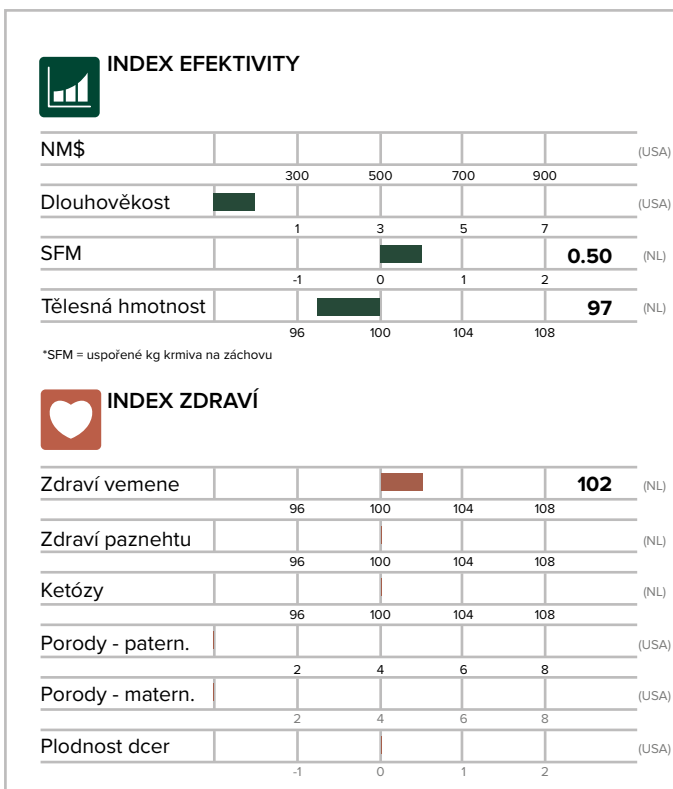 INDEX EFEKTIVITY
NM$ (USA)
300 500 700 900
Dlouhověkost (USA)
1 3 5 7
SFM 0.50 (NL)
-1 0 1 2
Tělesná hmotnost 97 (NL)
96 100 104 108
*SFM = uspořené kg krmiva na záchovu
INDEX ZDRAVÍ
Zdraví vemene 102 (NL)
96 100 104 108
Zdraví paznehtu (NL)
96 100 104 108
Ketózy (NL)
96 100 104 108
Porody - patern. (USA)
2 4 6 8
Porody - matern. (USA)
2 4 6 8
Plodnost dcer (USA)
-1 0 1 2